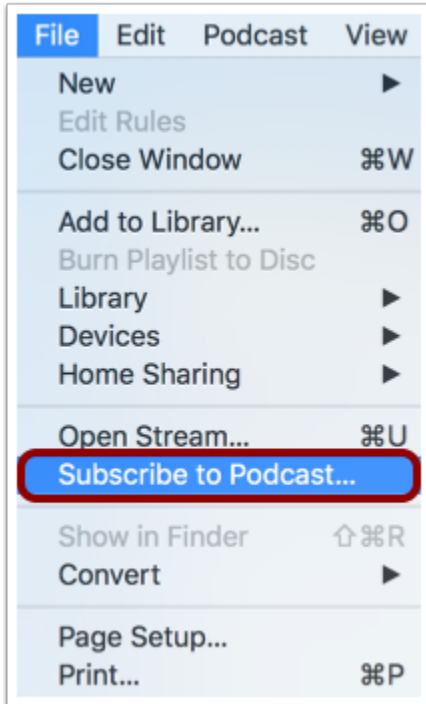 File Edit Podcast View
New ▶
Edit Rules
Close Window ⌘W
Add to Library... ⌘O
Burn Playlist to Disc
Library ▶
Devices ▶
Home Sharing ▶
Open Stream... ⌘U
Subscribe to Podcast...
Show in Finder ⇧⌘R
Convert ▶
Page Setup...
Print... ⌘P